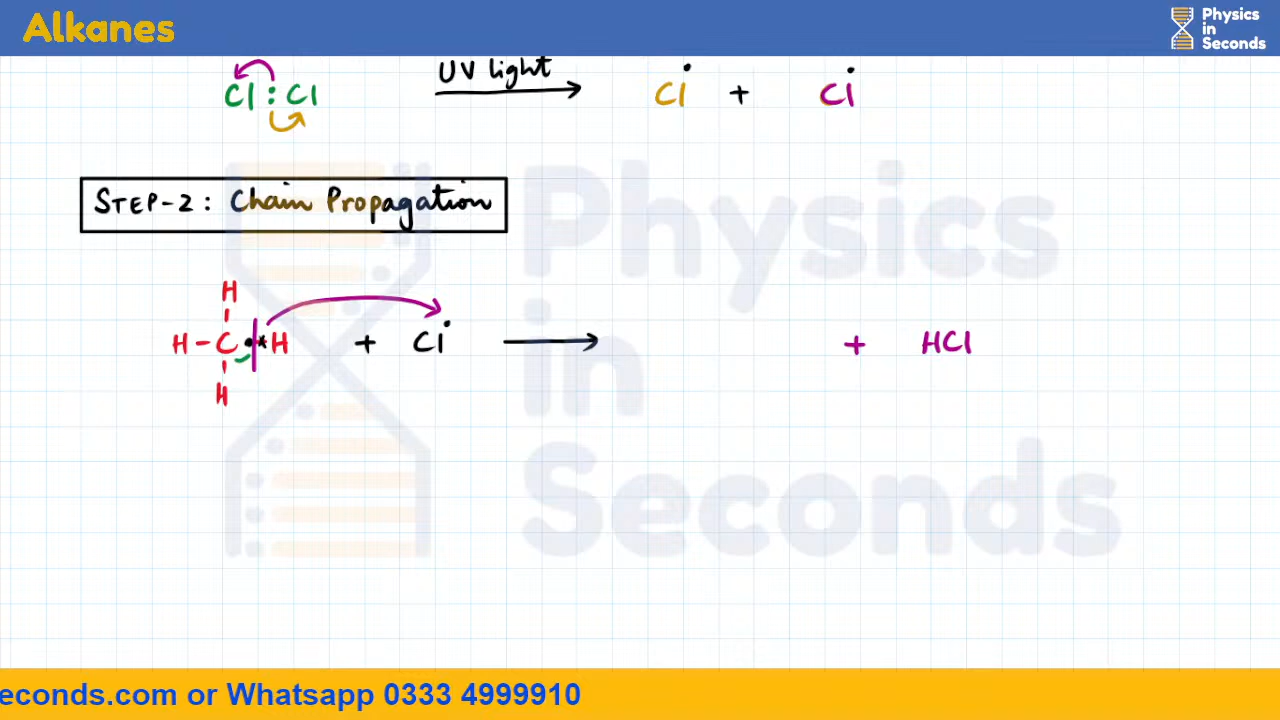 Alkanes
Physics
in
Seconds
Cl : Cl UV light Cl• + Cl•
STEP-2: Chain Propagation
H
H - C •* H + Cl• → + HCl
H
Physics
in
Seconds
econds.com or Whatsapp 0333 4999910